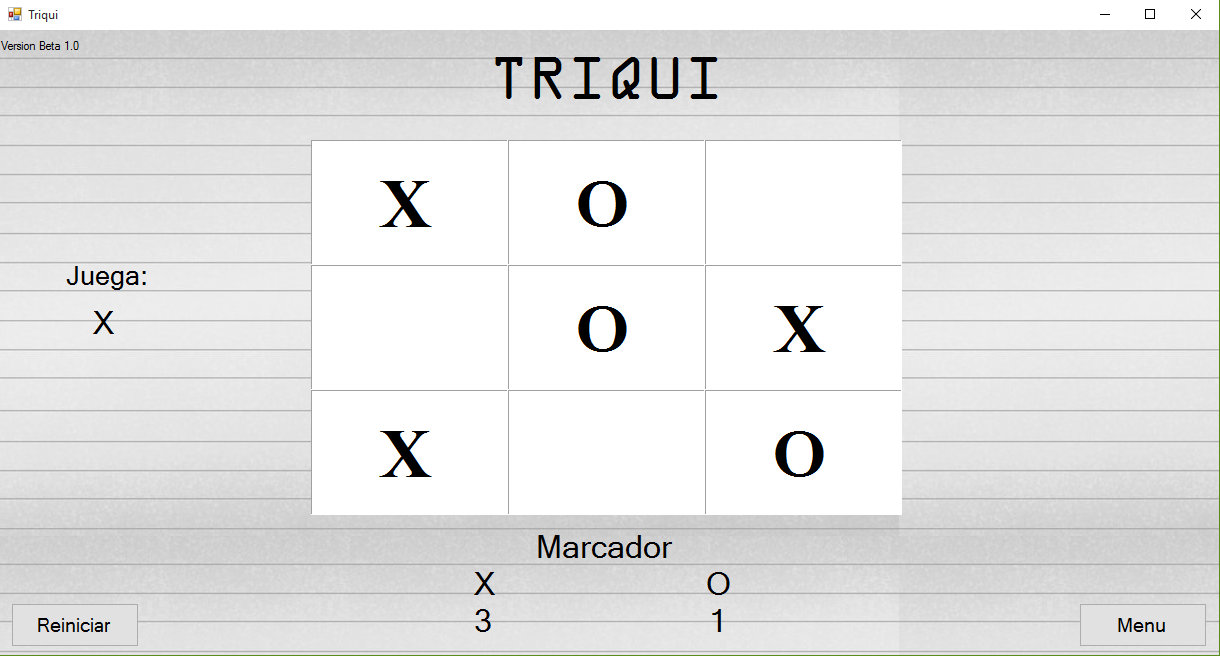 Triqui
Version Beta 1.0
TRIQUI
X O
Juega:
X
O X
X O
Marcador
X O
3 1
Reiniciar
Menu